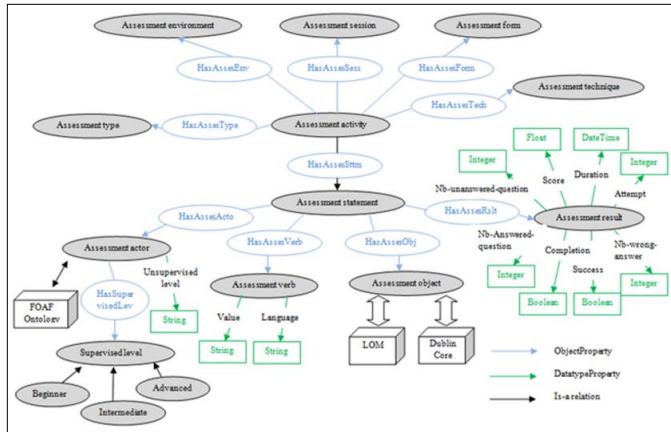 Assessment environment
Assessment session
Assessment form
HasAssesEnv
HasAssesSess
HasAssesForm
HasAssesTech
Assessment technique
Assessment type
HasAssesType
Assessment activity
HasAssesSttm
Float
DateTime
Integer
Integer
Score
Duration
Attempt
Nb-unanswered-question
Assessment statement
HasAssesActo
HasAssesRslt
Assessment result
HasAssesVerb
HasAssesObj
Nb-Answered-
question
Completion
Success
Nb-wrong-
answer
Integer
Boolean
Boolean
Integer
Assessment actor
Unsupervised
level
Assessment verb
Assessment object
FOAF
Ontology
HasSuper
visedLev
String
Value
Language
String
String
LOM
Dublin
Core
Supervised level
Beginner
Intermediate
Advanced
ObjectProperty
DatatypeProperty
Is-a relation